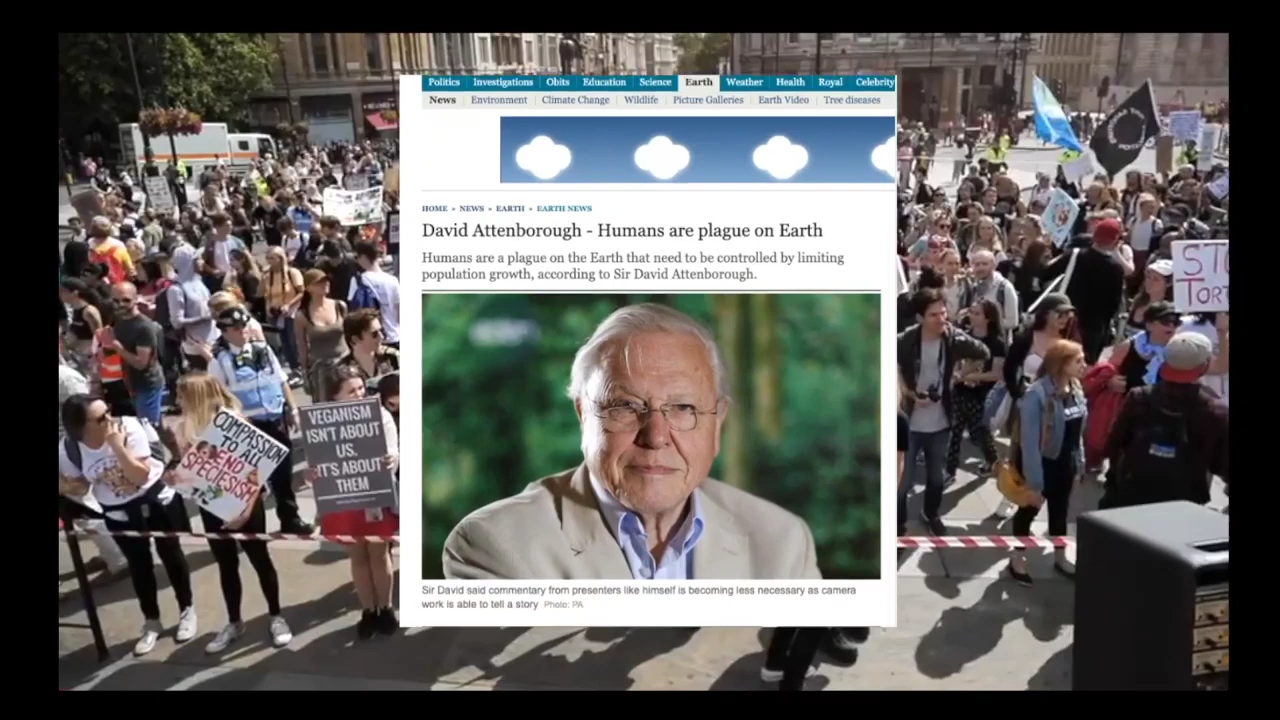 Politics Investigations Obits Education Science Earth Weather Health Royal Celebrity
News Environment Climate Change Wildlife Picture Galleries Earth Video Tree diseases
HOME » NEWS » EARTH » EARTH NEWS
David Attenborough - Humans are plague on Earth
Humans are a plague on the Earth that need to be controlled by limiting
population growth, according to Sir David Attenborough.
Sir David said commentary from presenters like himself is becoming less necessary as camera
work is able to tell a story Photo: PA
COMPASSION
TO ALL
END
SPECIESISM
VEGANISM
ISN'T ABOUT
US.
IT'S ABOUT
THEM